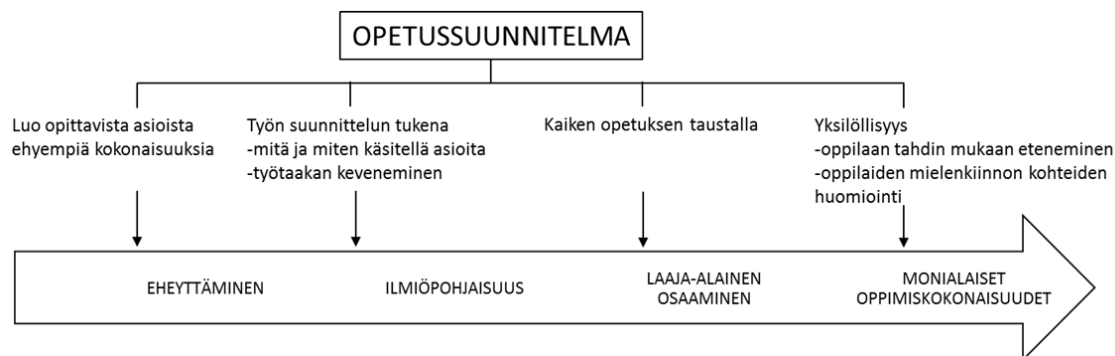 OPETUSSUUNNITELMA
Luo opittavista asioista
ehyempiä kokonaisuuksia
Työn suunnittelun tukena
-mitä ja miten käsitellä asioita
-työtaakan keveneminen
Kaiken opetuksen taustalla
Yksilöllisyys
-oppilaan tahdin mukaan eteneminen
-oppilaiden mielenkiinnon kohteiden
huomiointi
EHEYTTÄMINEN
ILMIÖPOHJAISUUS
LAAJA-ALAINEN
OSAAMINEN
MONIALAISET
OPPIMISKOKONAISUUDET